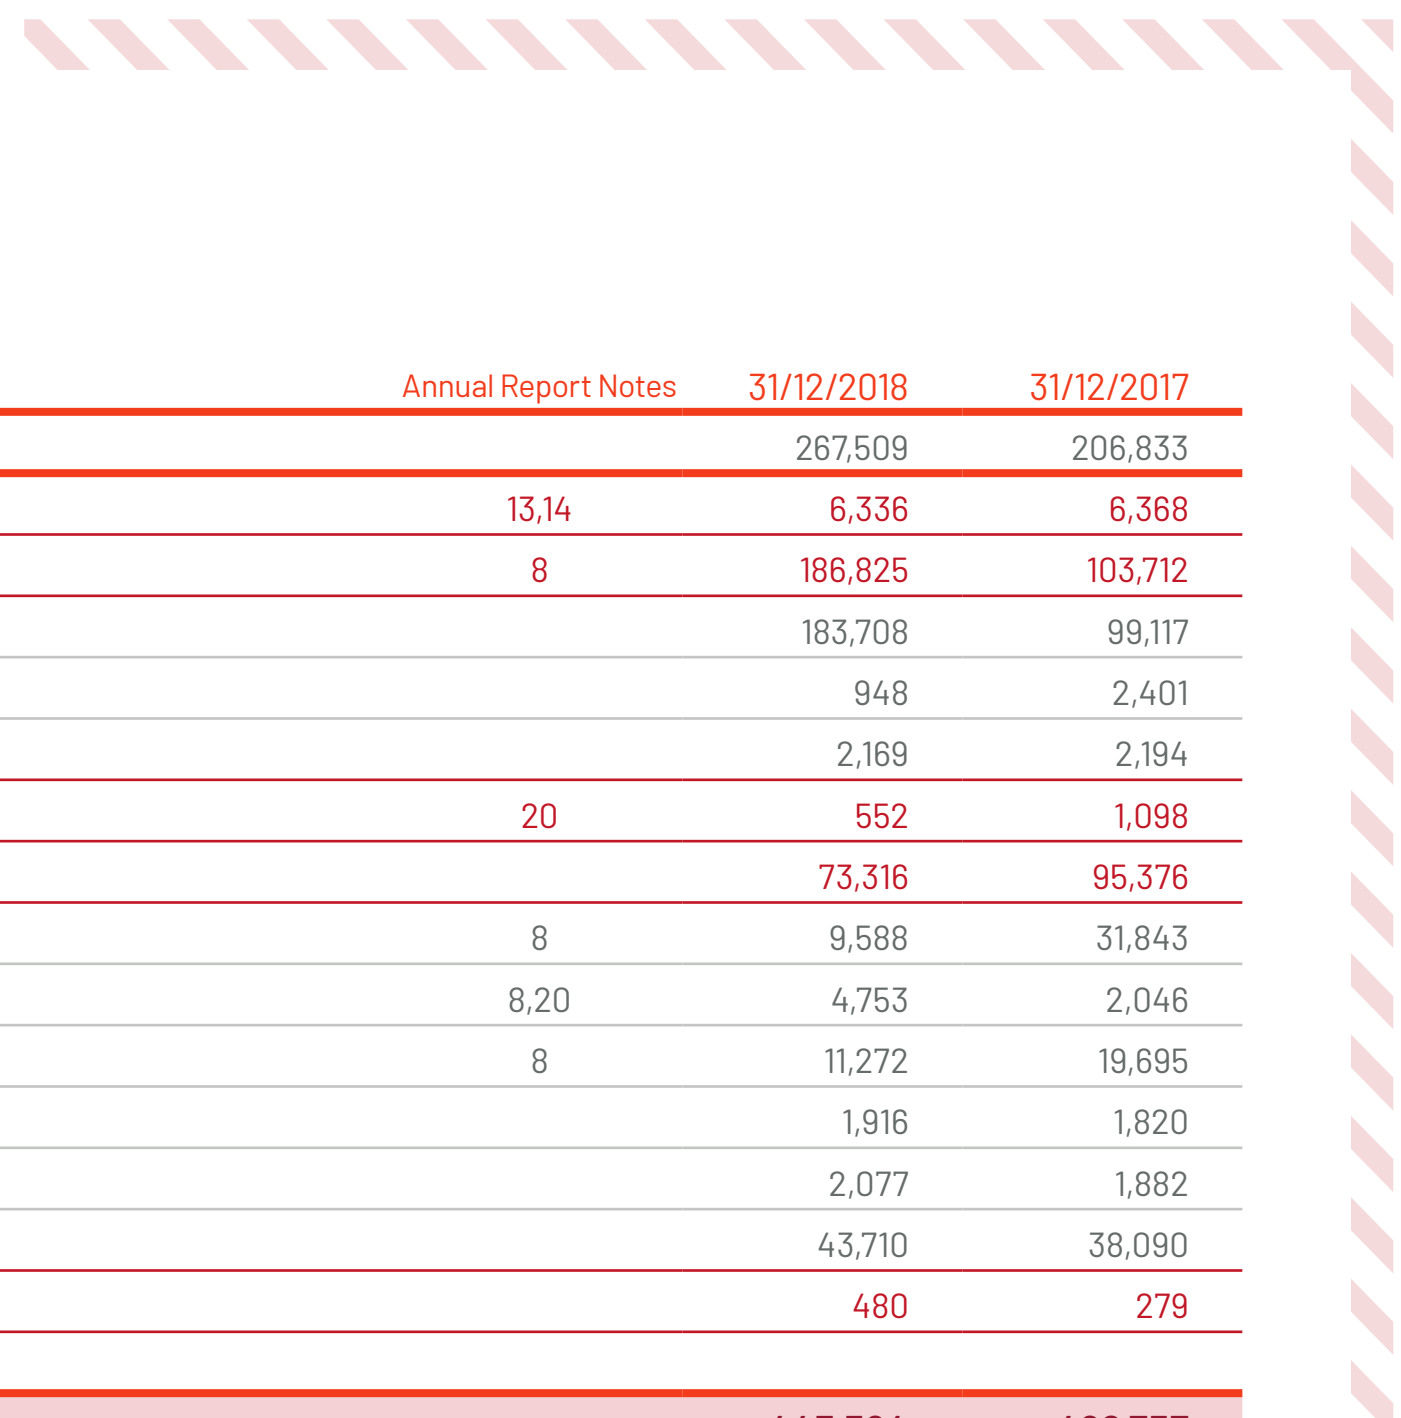 Annual Report Notes 31/12/2018 31/12/2017
267,509 206,833
13,14 6,336 6,368
8 186,825 103,712
183,708 99,117
948 2,401
2,169 2,194
20 552 1,098
73,316 95,376
8 9,588 31,843
8,20 4,753 2,046
8 11,272 19,695
1,916 1,820
2,077 1,882
43,710 38,090
480 279